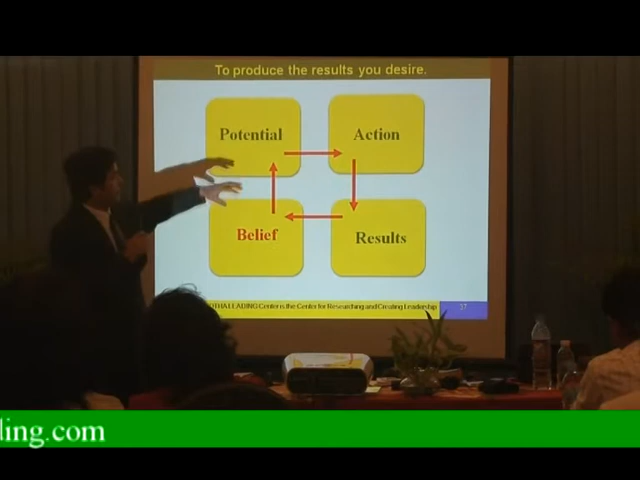 To produce the results you desire.
Potential
Action
Belief
Results
Center is the Center for Researching and Creating Leadership
37
ling.com